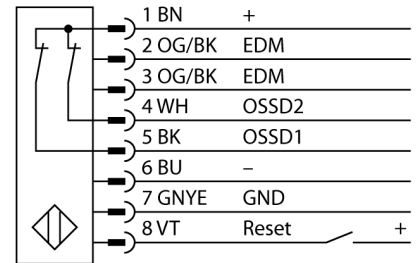 1 BN +
2 OG/BK EDM
3 OG/BK EDM
4 WH OSSD2
5 BK OSSD1
6 BU –
7 GNYE GND
8 VT Reset +